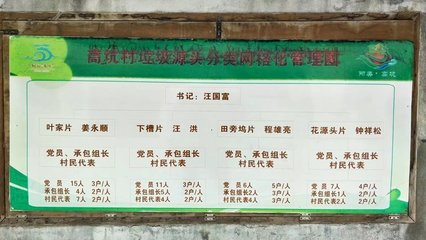 高坑村垃圾源头分类网格化管理图
书记：汪国富
叶家片 姜永顺
党员、承包组长
村民代表
党 员 15人 3户/人
承包组长 4人 2户/人
村民代表 7人 2户/人
下槽片 汪 洪
党员、承包组长
村民代表
党 员 11人 3户/人
承包组长5人 2户/人
村民代表4人 2户/人
田旁坞片 程雄亮
党员、承包组长
村民代表
党 员 6人 5户/人
承包组长2人 3户/人
村民代表4人 3户/人
花源头片 钟祥松
党员、承包组长
村民代表
党 员 7人 4户/人
承包组长1人 2户/人
村民代表 2人 2户/人